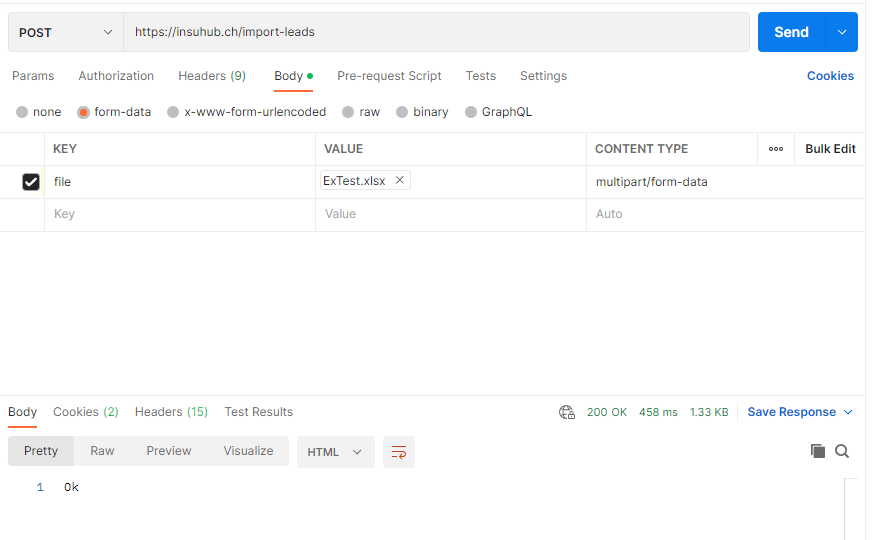 POST https://insuhub.ch/import-leads Send
Params Authorization Headers (9) Body Pre-request Script Tests Settings Cookies
none form-data x-www-form-urlencoded raw binary GraphQL
KEY VALUE CONTENT TYPE Bulk Edit
file ExTest.xlsx multipart/form-data
Key Value Auto
Body Cookies (2) Headers (15) Test Results 200 OK 458 ms 1.33 KB Save Response
Pretty Raw Preview Visualize HTML
1 Ok